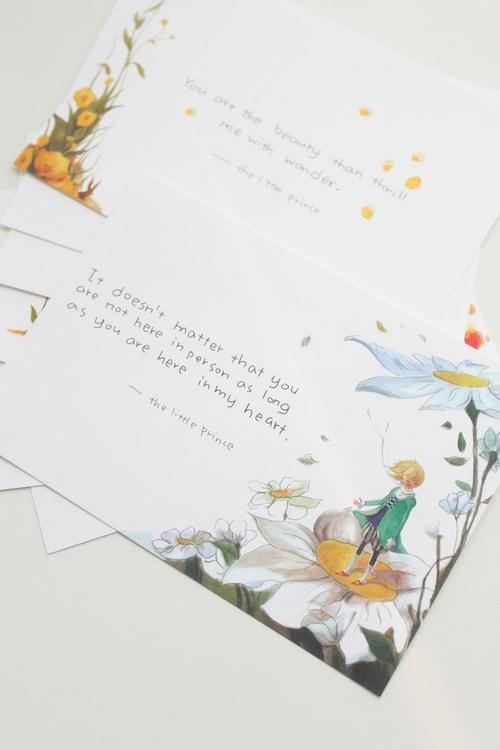 You are the beauty than thrill
me with wonder.
— the little prince
It doesn't matter that you
are not here in person as long
as you are here in my heart.
— the little prince